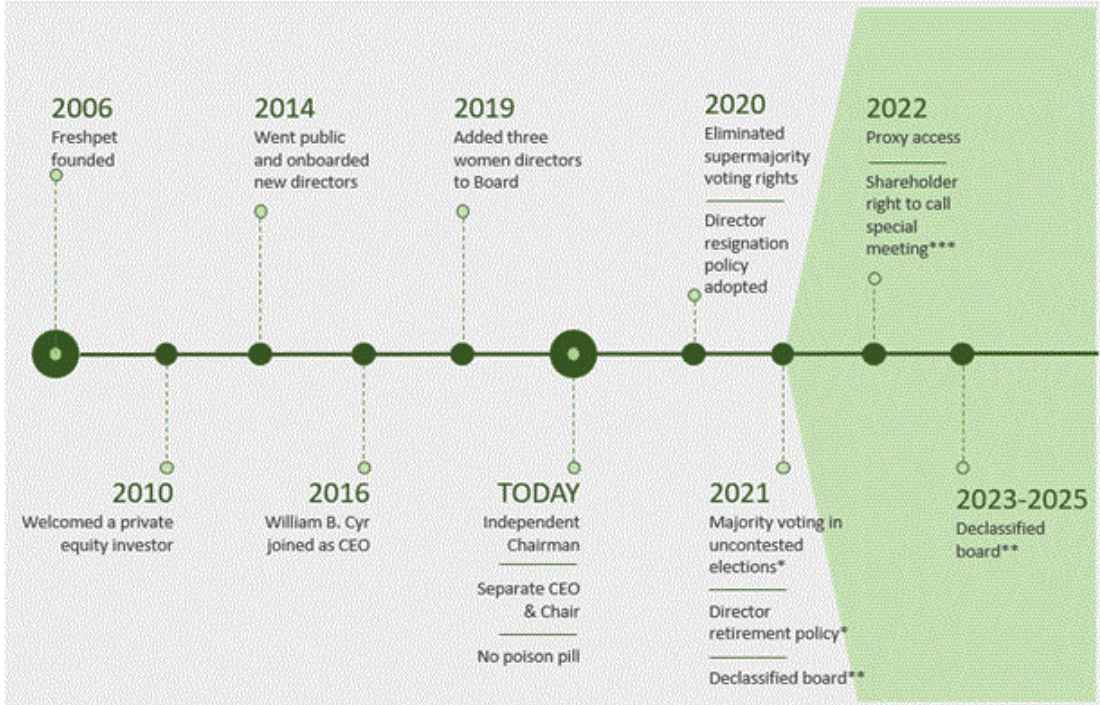 2006
Freshpet
founded
2014
Went public
and onboarded
new directors
2019
Added three
women directors
to Board
2020
Eliminated
supermajority
voting rights
Director
resignation
policy
adopted
2022
Proxy access
Shareholder
right to call
special
meeting***
2010
Welcomed a private
equity investor
2016
William B. Cyr
joined as CEO
TODAY
Independent
Chairman
Separate CEO
& Chair
No poison pill
2021
Majority voting in
uncontested
elections*
Director
retirement policy*
Declassified board**
2023-2025
Declassified
board**